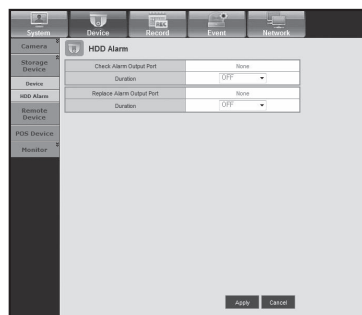 System Device Record Event Network
REC
Camera
HDD Alarm
Storage
Device
Check Alarm Output Port None
Duration OFF
Device
HDD Alarm
Replace Alarm Output Port None
Duration OFF
Remote
Device
POS Device
Monitor
Apply Cancel